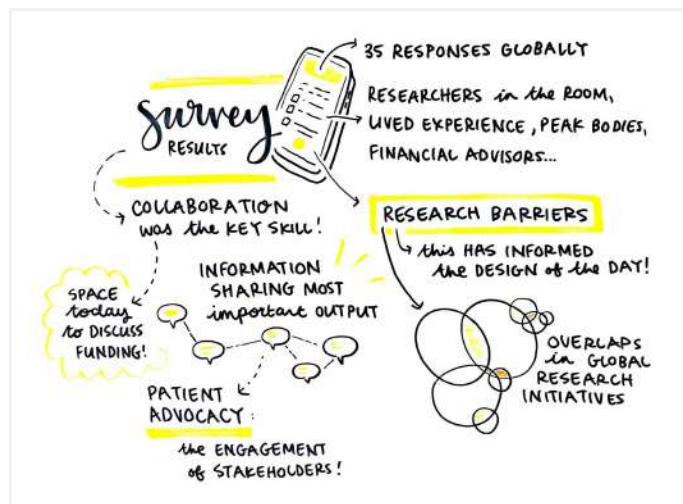 Survey
RESULTS
35 RESPONSES GLOBALLY
RESEARCHERS in the ROOM,
LIVED EXPERIENCE, PEAK BODIES,
FINANCIAL ADVISORS...
COLLABORATION
was the KEY SKILL!
SPACE
today
to DISCUSS
FUNDING!
INFORMATION
SHARING MOST
important OUTPUT
PATIENT
ADVOCACY:
the ENGAGEMENT
of STAKEHOLDERS!
RESEARCH BARRIERS
this HAS INFORMED
the DESIGN of the DAY!
OVERLAPS
in GLOBAL
RESEARCH
INITIATIVES